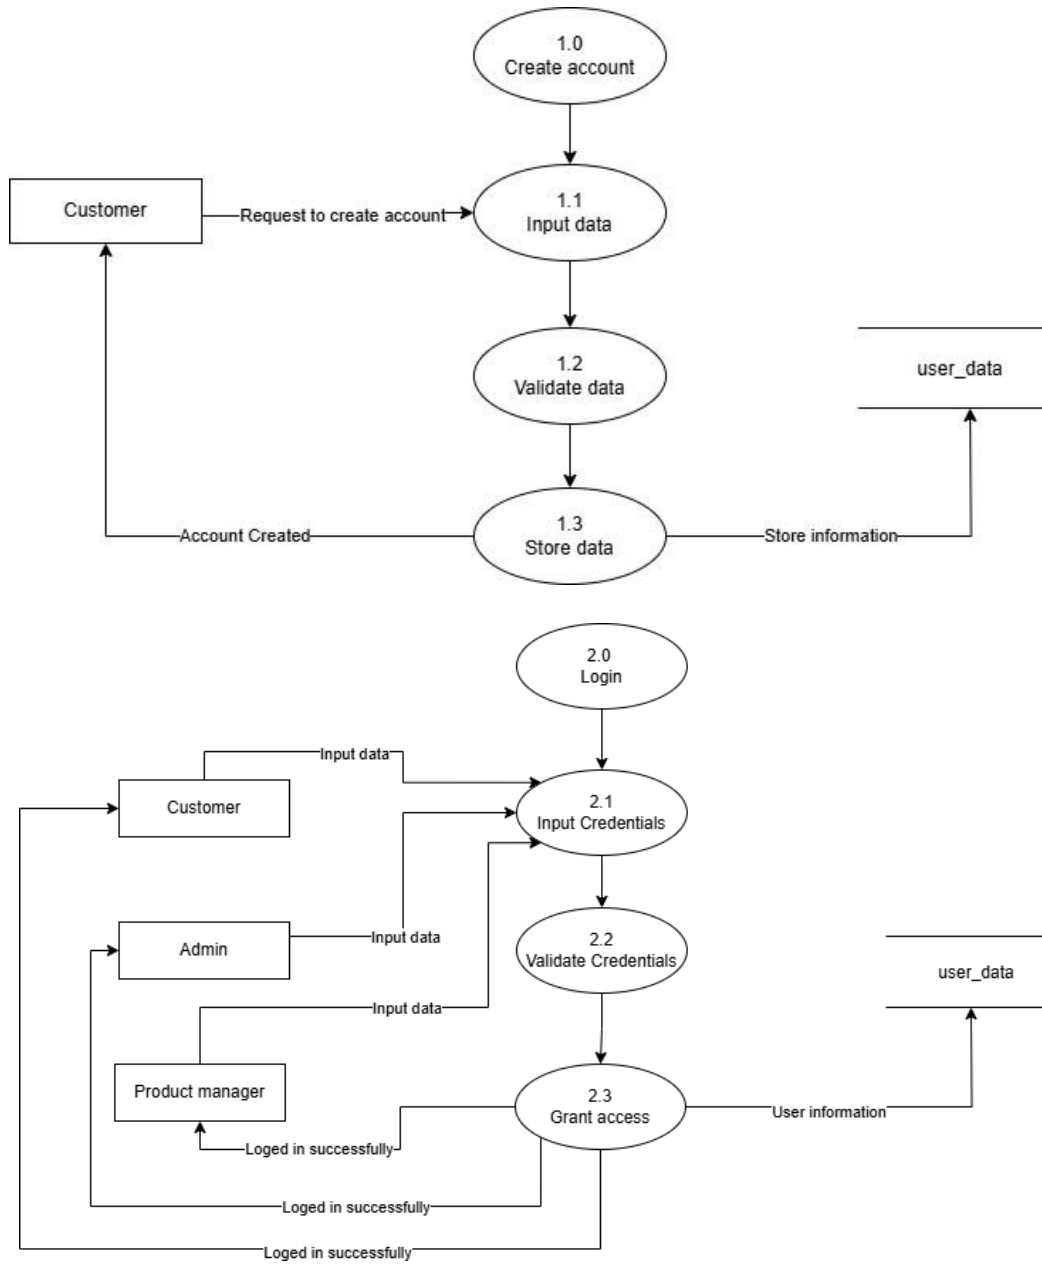 1.0
Create account
Customer
Request to create account
1.1
Input data
1.2
Validate data
user_data
1.3
Store data
Account Created
Store information
2.0
Login
Input data
Customer
2.1
Input Credentials
Admin
Input data
2.2
Validate Credentials
user_data
Input data
Product manager
2.3
Grant access
User information
Loged in successfully
Loged in successfully
Loged in successfully